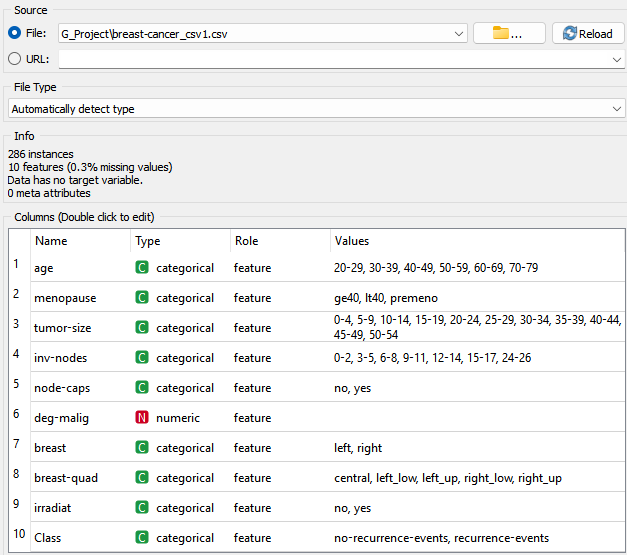 Source
File: G_Project\breast-cancer_csv1.csv ... Reload
URL:
File Type
Automatically detect type
Info
286 instances
10 features (0.3% missing values)
Data has no target variable.
0 meta attributes
Columns (Double click to edit)
Name Type Role Values
1 age C categorical feature 20-29, 30-39, 40-49, 50-59, 60-69, 70-79
2 menopause C categorical feature ge40, lt40, premeno
3 tumor-size C categorical feature 0-4, 5-9, 10-14, 15-19, 20-24, 25-29, 30-34, 35-39, 40-44,
45-49, 50-54
4 inv-nodes C categorical feature 0-2, 3-5, 6-8, 9-11, 12-14, 15-17, 24-26
5 node-caps C categorical feature no, yes
6 deg-malig N numeric feature
7 breast C categorical feature left, right
8 breast-quad C categorical feature central, left_low, left_up, right_low, right_up
9 irradiat C categorical feature no, yes
10 Class C categorical feature no-recurrence-events, recurrence-events